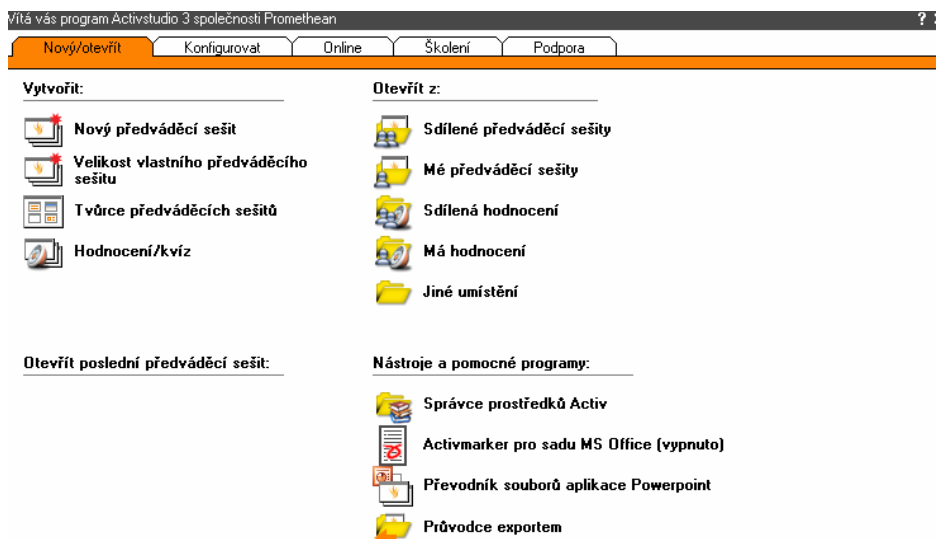 Vítá vás program Activstudio 3 společnosti Promethean
?
Nový/otevřít
Konfigurovat
Online
Školení
Podpora
Vytvořit:
Nový předváděcí sešit
Velikost vlastního předváděcího
sešitu
Tvůrce předváděcích sešitů
Hodnocení/kvíz
Otevřít z:
Sdílené předváděcí sešity
Mé předváděcí sešity
Sdílená hodnocení
Má hodnocení
Jiné umístění
Otevřít poslední předváděcí sešit:
Nástroje a pomocné programy:
Správce prostředků Activ
Activmarker pro sadu MS Office (vypnuto)
Převodník souborů aplikace Powerpoint
Průvodce exportem